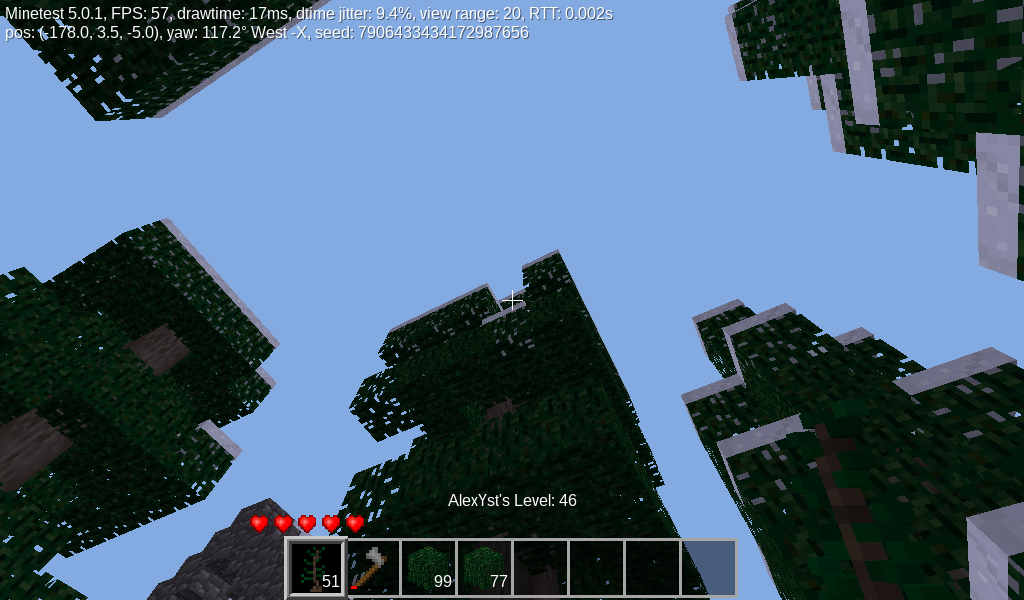 Minetest 5.0.1, FPS: 57, drawtime: 17ms, dtime jitter: 9.4%, view range: 20, RTT: 0.002s
pos: (-178.0, 3.5, -5.0), yaw: 117.2° West -X, seed: 7906433434172987656
AlexYst's Level: 46
51 99 77